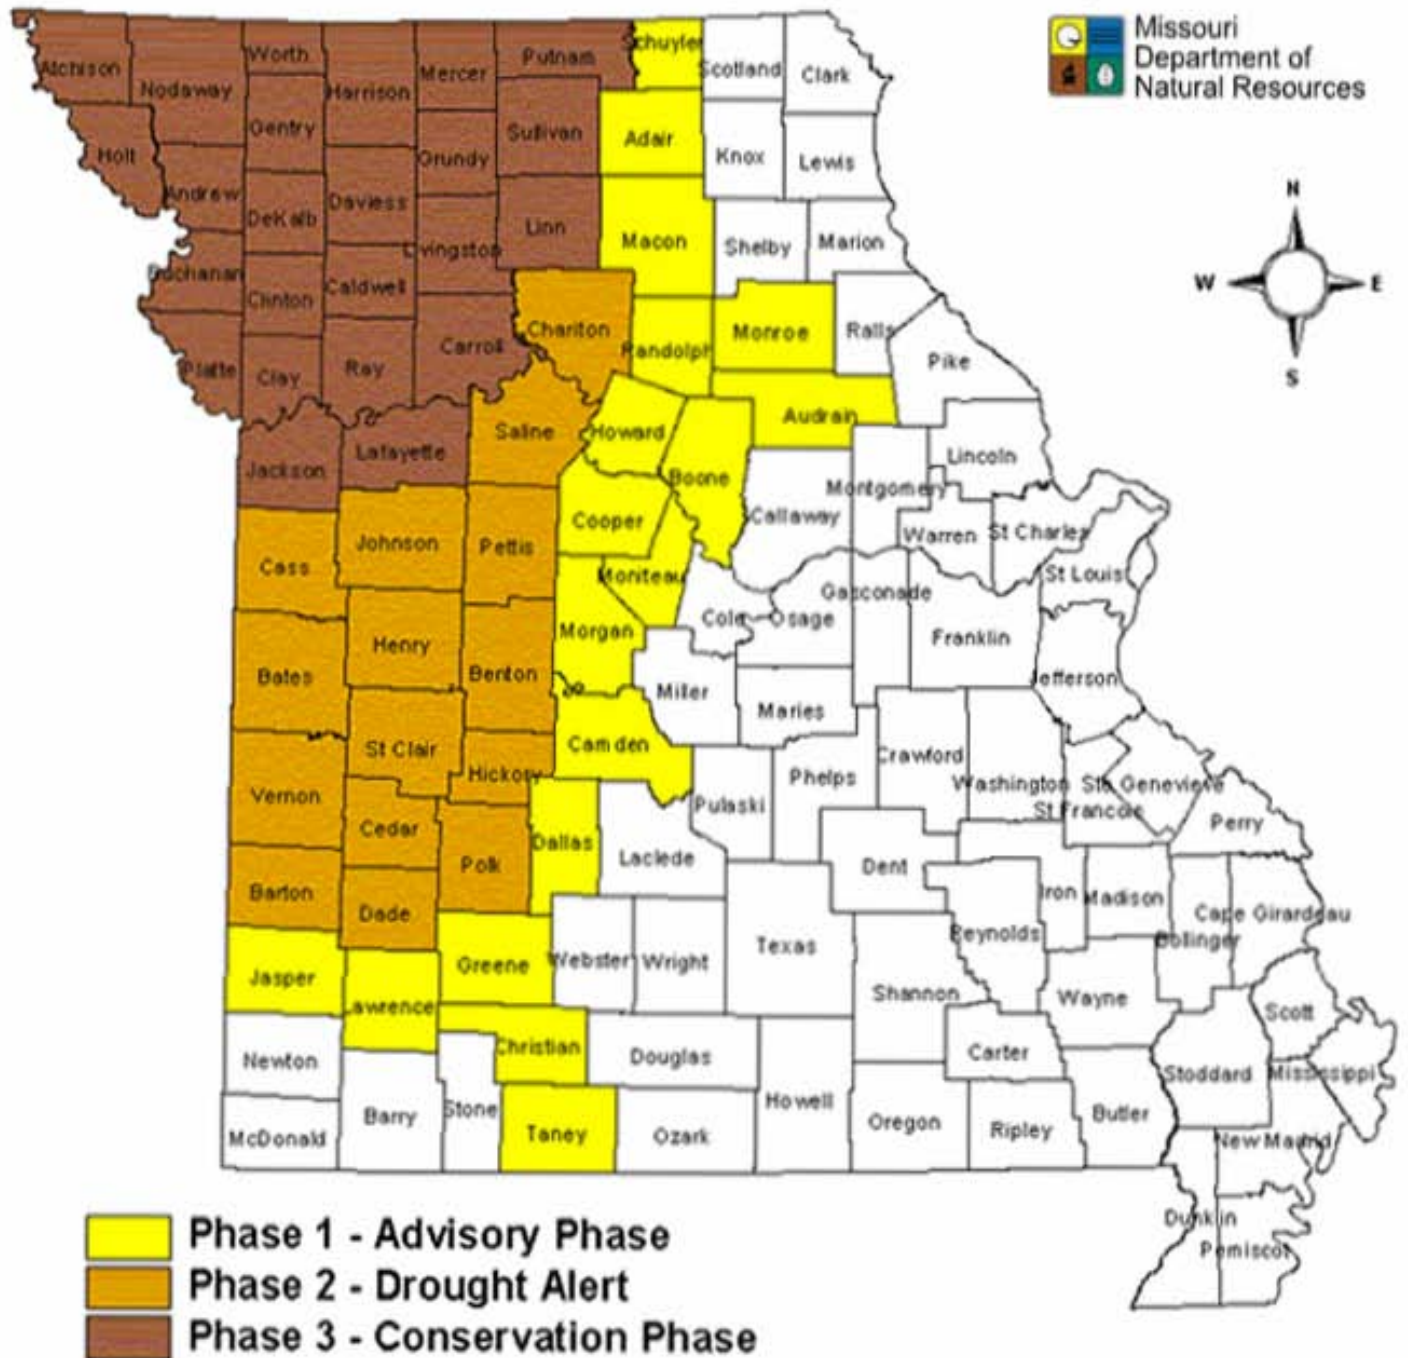 Missouri
Department of
Natural Resources
N
W
E
S
Atchison
Nodaway
Worth
Harrison
Mercer
Putnam
Schuyler
Scotland
Clark
Gentry
Sullivan
Adair
Knox
Lewis
Holt
Grundy
Andrew
DeKalb
Daviess
Livingston
Linn
Macon
Shelby
Marion
Buchanan
Clinton
Caldwell
Chariton
Randolph
Monroe
Ralls
Pike
Platte
Clay
Ray
Carroll
Audrain
Jackson
Lafayette
Saline
Howard
Boone
Lincoln
Montgomery
Callaway
Warren
St Charles
St Louis
Cooper
Cass
Johnson
Pettis
Moniteau
Gasconade
Cole
Osage
Franklin
Morgan
Henry
Bates
Benton
Miller
Maries
Jefferson
St Clair
Camden
Hickory
Phelps
Crawford
Washington
Ste Genevieve
St Francois
Vernon
Pulaski
Perry
Cedar
Dallas
Polk
Laclede
Dent
Barton
Dade
Iron
Madison
Cape Girardeau
Bollinger
Reynolds
Texas
Jasper
Greene
Webster
Wright
Lawrence
Shannon
Wayne
Scott
Newton
Christian
Douglas
Carter
Stoddard
Mississippi
Barry
Stone
Taney
Howell
McDonald
Ozark
Oregon
Ripley
Butler
New Madrid
Dunklin
Pemiscot
Phase 1 - Advisory Phase
Phase 2 - Drought Alert
Phase 3 - Conservation Phase